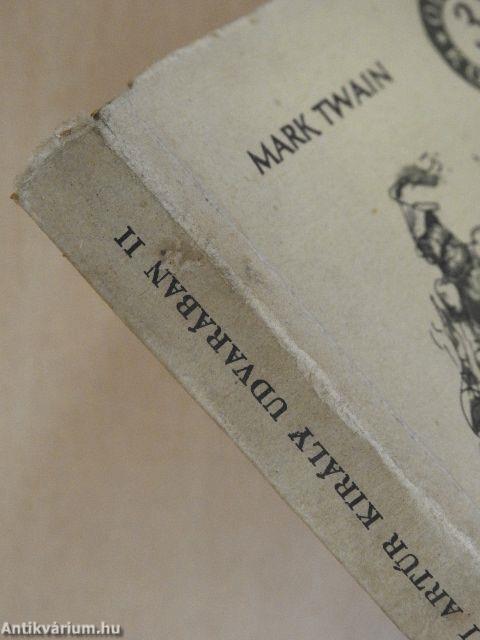 MARK TWAIN
I ARTÚR KIRÁLY UDVARÁBAN II
Antikvárium.hu